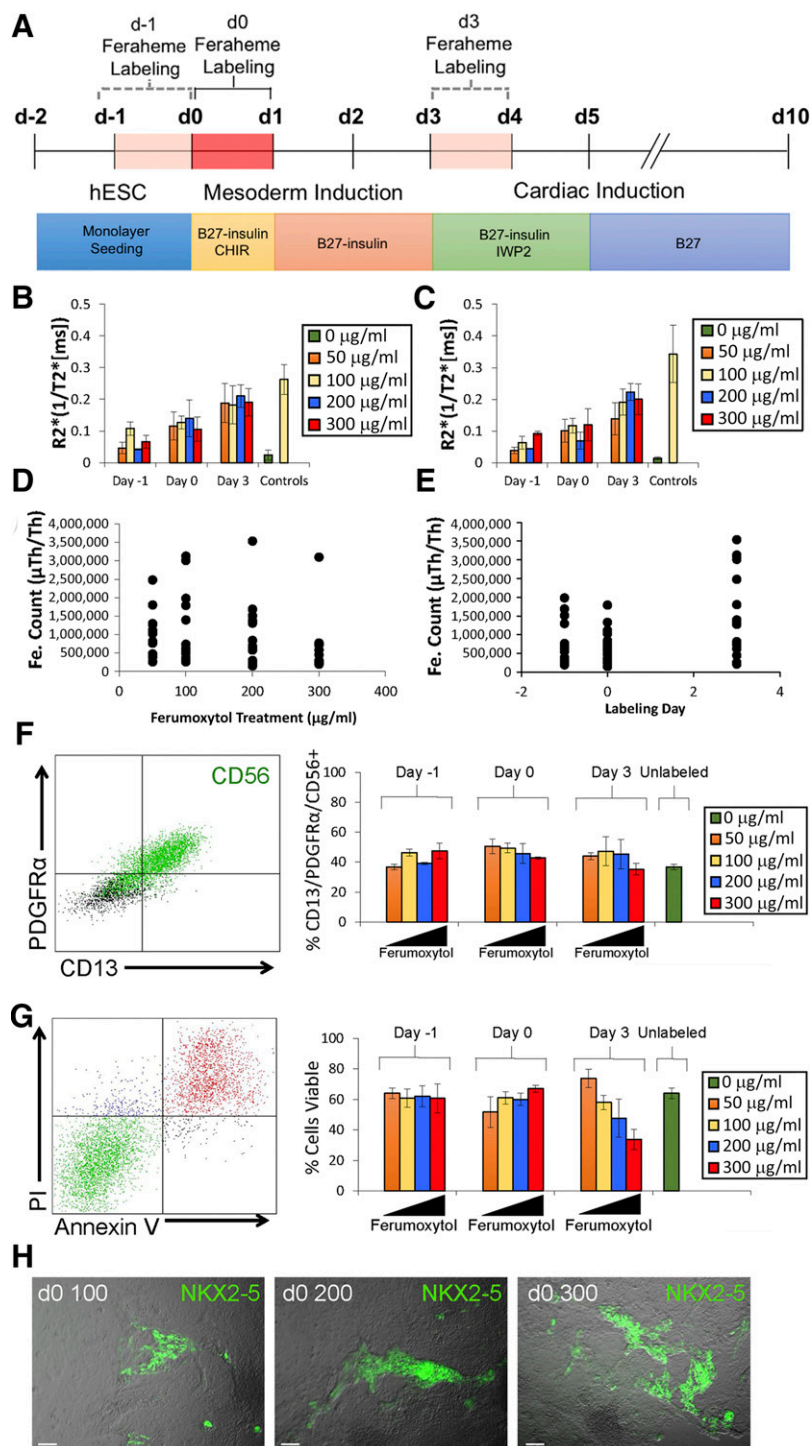 A
d-1
Feraheme
Labeling
d0
Feraheme
Labeling
d3
Feraheme
Labeling
d-2 d-1 d0 d1 d2 d3 d4 d5 d10
hESC Mesoderm Induction Cardiac Induction
Monolayer
Seeding
B27-insulin
CHIR
B27-insulin
B27-insulin
IWP2
B27
B
R2*(1/T2*[ms])
0.5
0.4
0.3
0.2
0.1
0
Day -1 Day 0 Day 3 Controls
0 µg/ml
50 µg/ml
100 µg/ml
200 µg/ml
300 µg/ml
C
R2*(1/T2*[ms])
0.5
0.4
0.3
0.2
0.1
0
Day -1 Day 0 Day 3 Controls
0 µg/ml
50 µg/ml
100 µg/ml
200 µg/ml
300 µg/ml
D
Fe. Count (µTh/Th)
4,000,000
3,500,000
3,000,000
2,500,000
2,000,000
1,500,000
1,000,000
500,000
0
0 100 200 300 400
Ferumoxytol Treatment (µg/ml)
E
Fe. Count (µTh/Th)
4,000,000
3,500,000
3,000,000
2,500,000
2,000,000
1,500,000
1,000,000
500,000
0
-2 0 2 4
Labeling Day
F
PDGFRα
CD56
CD13
% CD13/PDGFRα/CD56+
100
80
60
40
20
0
Day -1 Day 0 Day 3 Unlabeled
Ferumoxytol Ferumoxytol Ferumoxytol
0 µg/ml
50 µg/ml
100 µg/ml
200 µg/ml
300 µg/ml
G
PI
Annexin V
% Cells Viable
100
80
60
40
20
0
Day -1 Day 0 Day 3 Unlabeled
Ferumoxytol Ferumoxytol Ferumoxytol
0 µg/ml
50 µg/ml
100 µg/ml
200 µg/ml
300 µg/ml
H
d0 100 NKX2-5
d0 200 NKX2-5
d0 300 NKX2-5